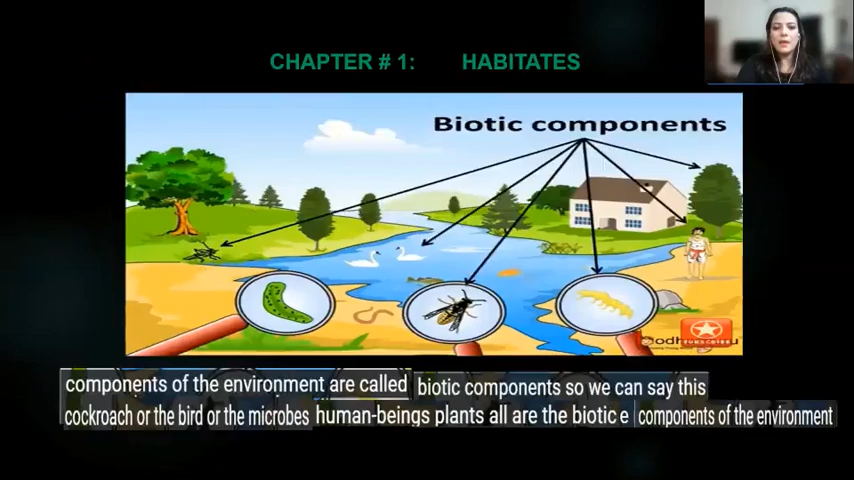 CHAPTER # 1: HABITATES
Biotic components
SUBSCRIBE
components of the environment are called biotic components so we can say this
cockroach or the bird or the microbes human-beings plants all are the biotic e components of the environment